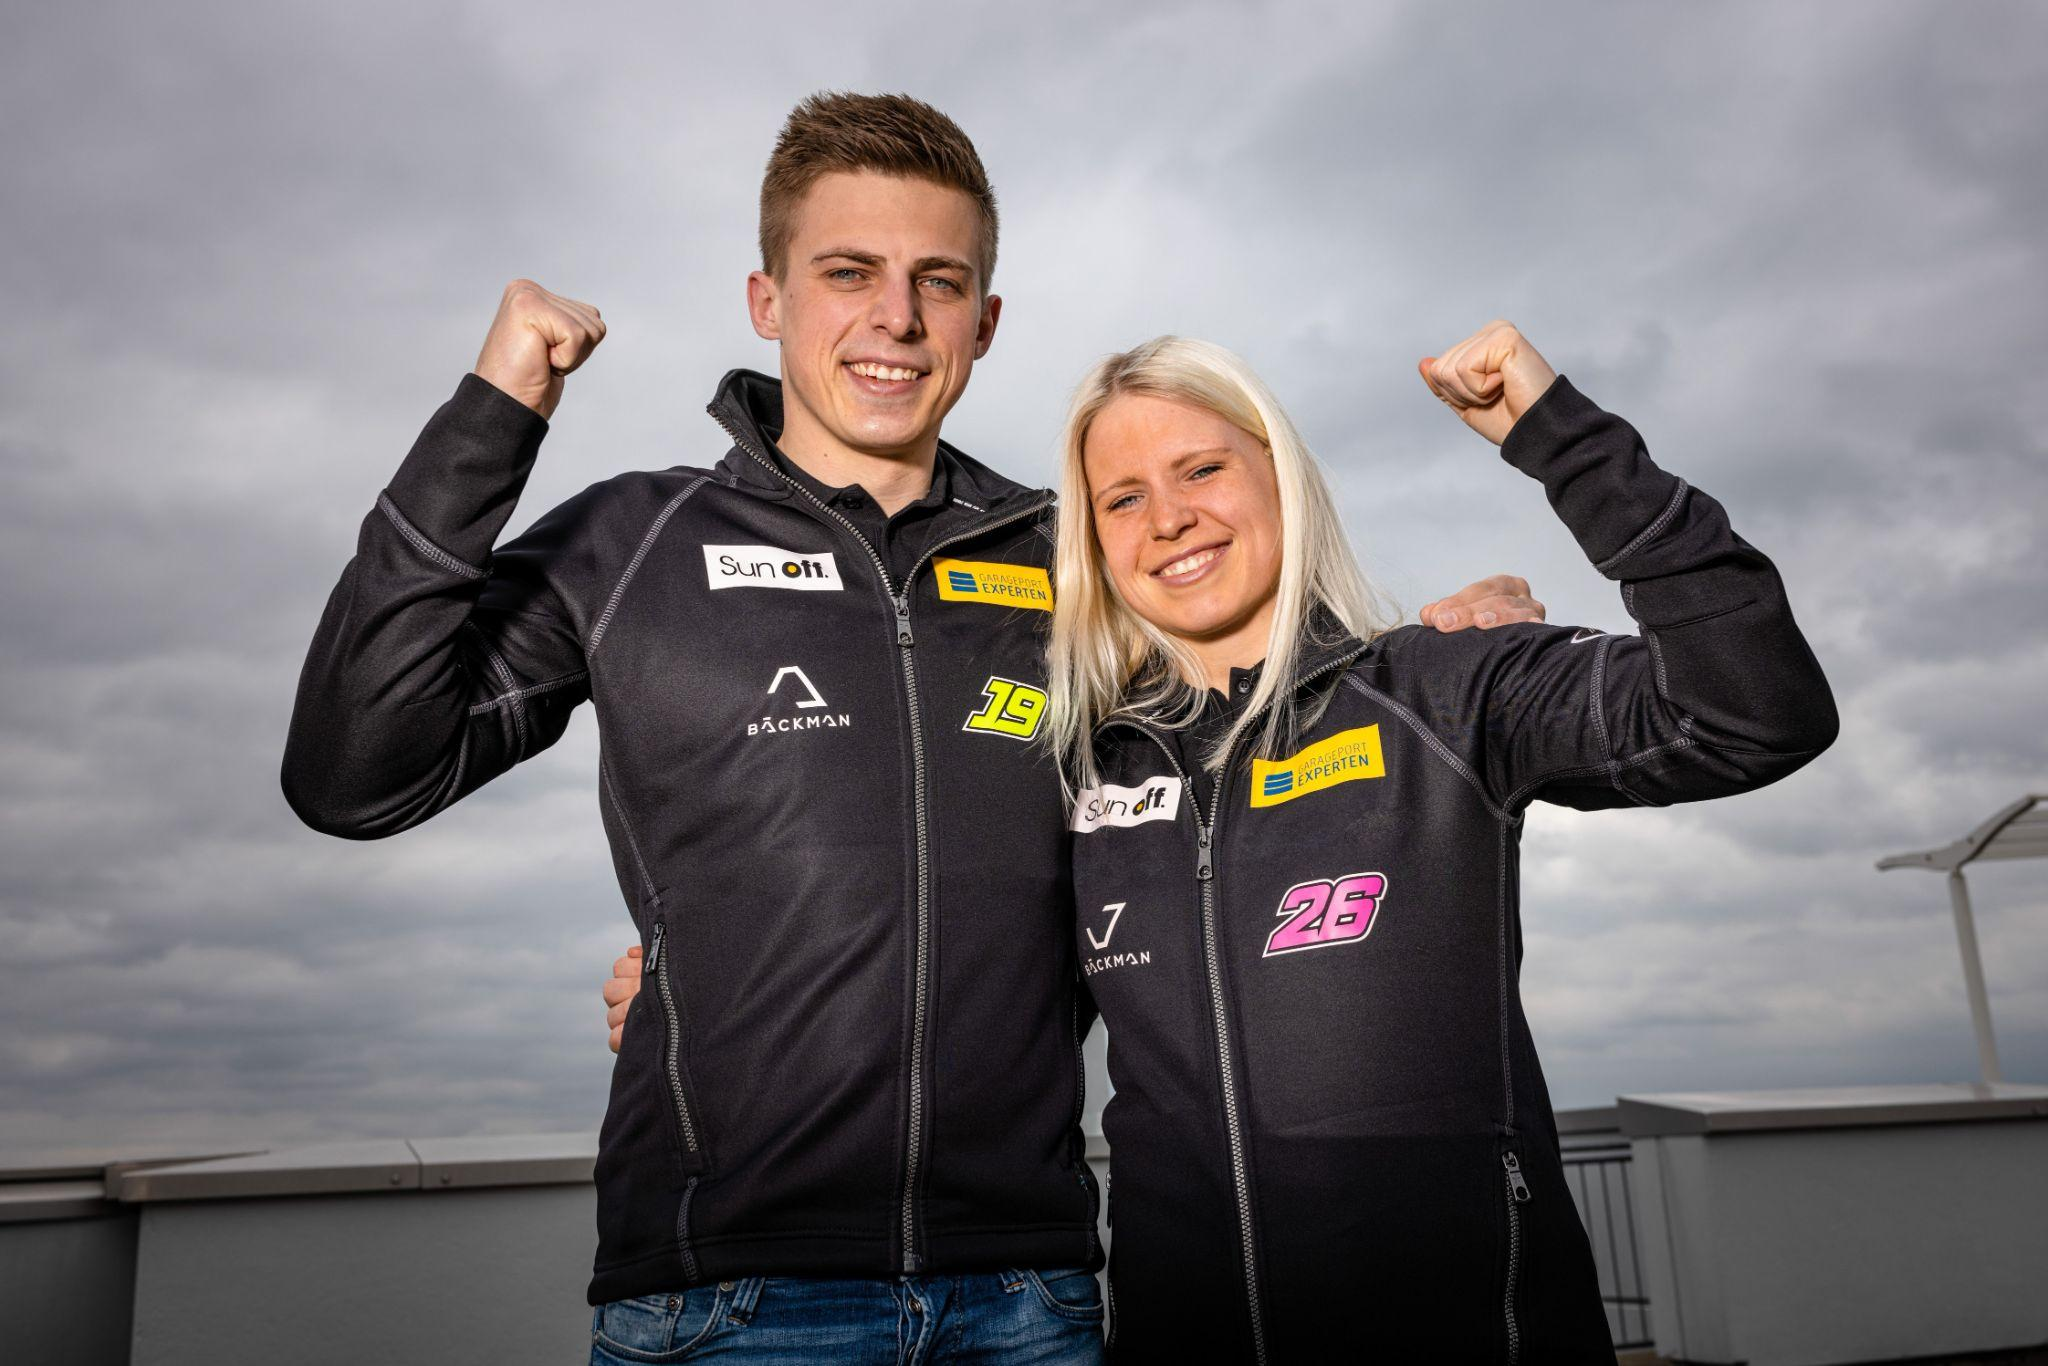 Sun off.
GARAGEPORT
EXPERTEN
BÄCKMAN
19
GARAGEPORT
EXPERTEN
Sun off.
26
BÄCKMAN